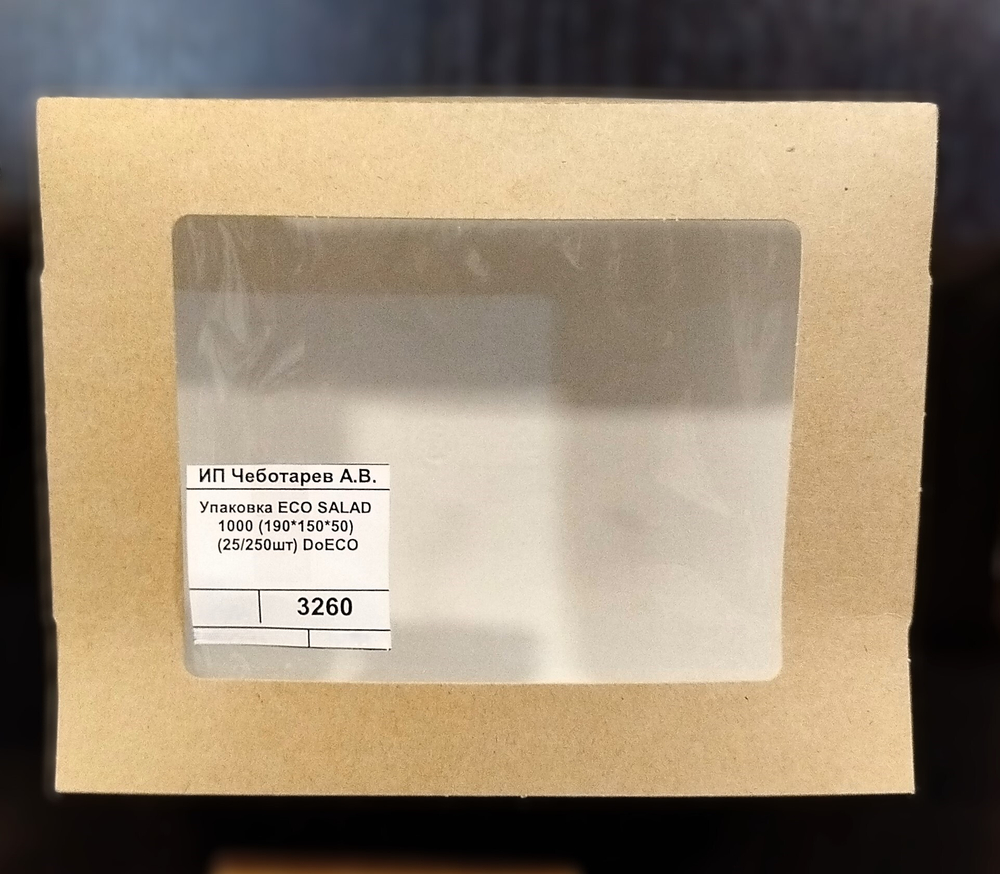 ИП Чеботарев А.В.
Упаковка ECO SALAD
1000 (190*150*50)
(25/250шт) DoECO
3260